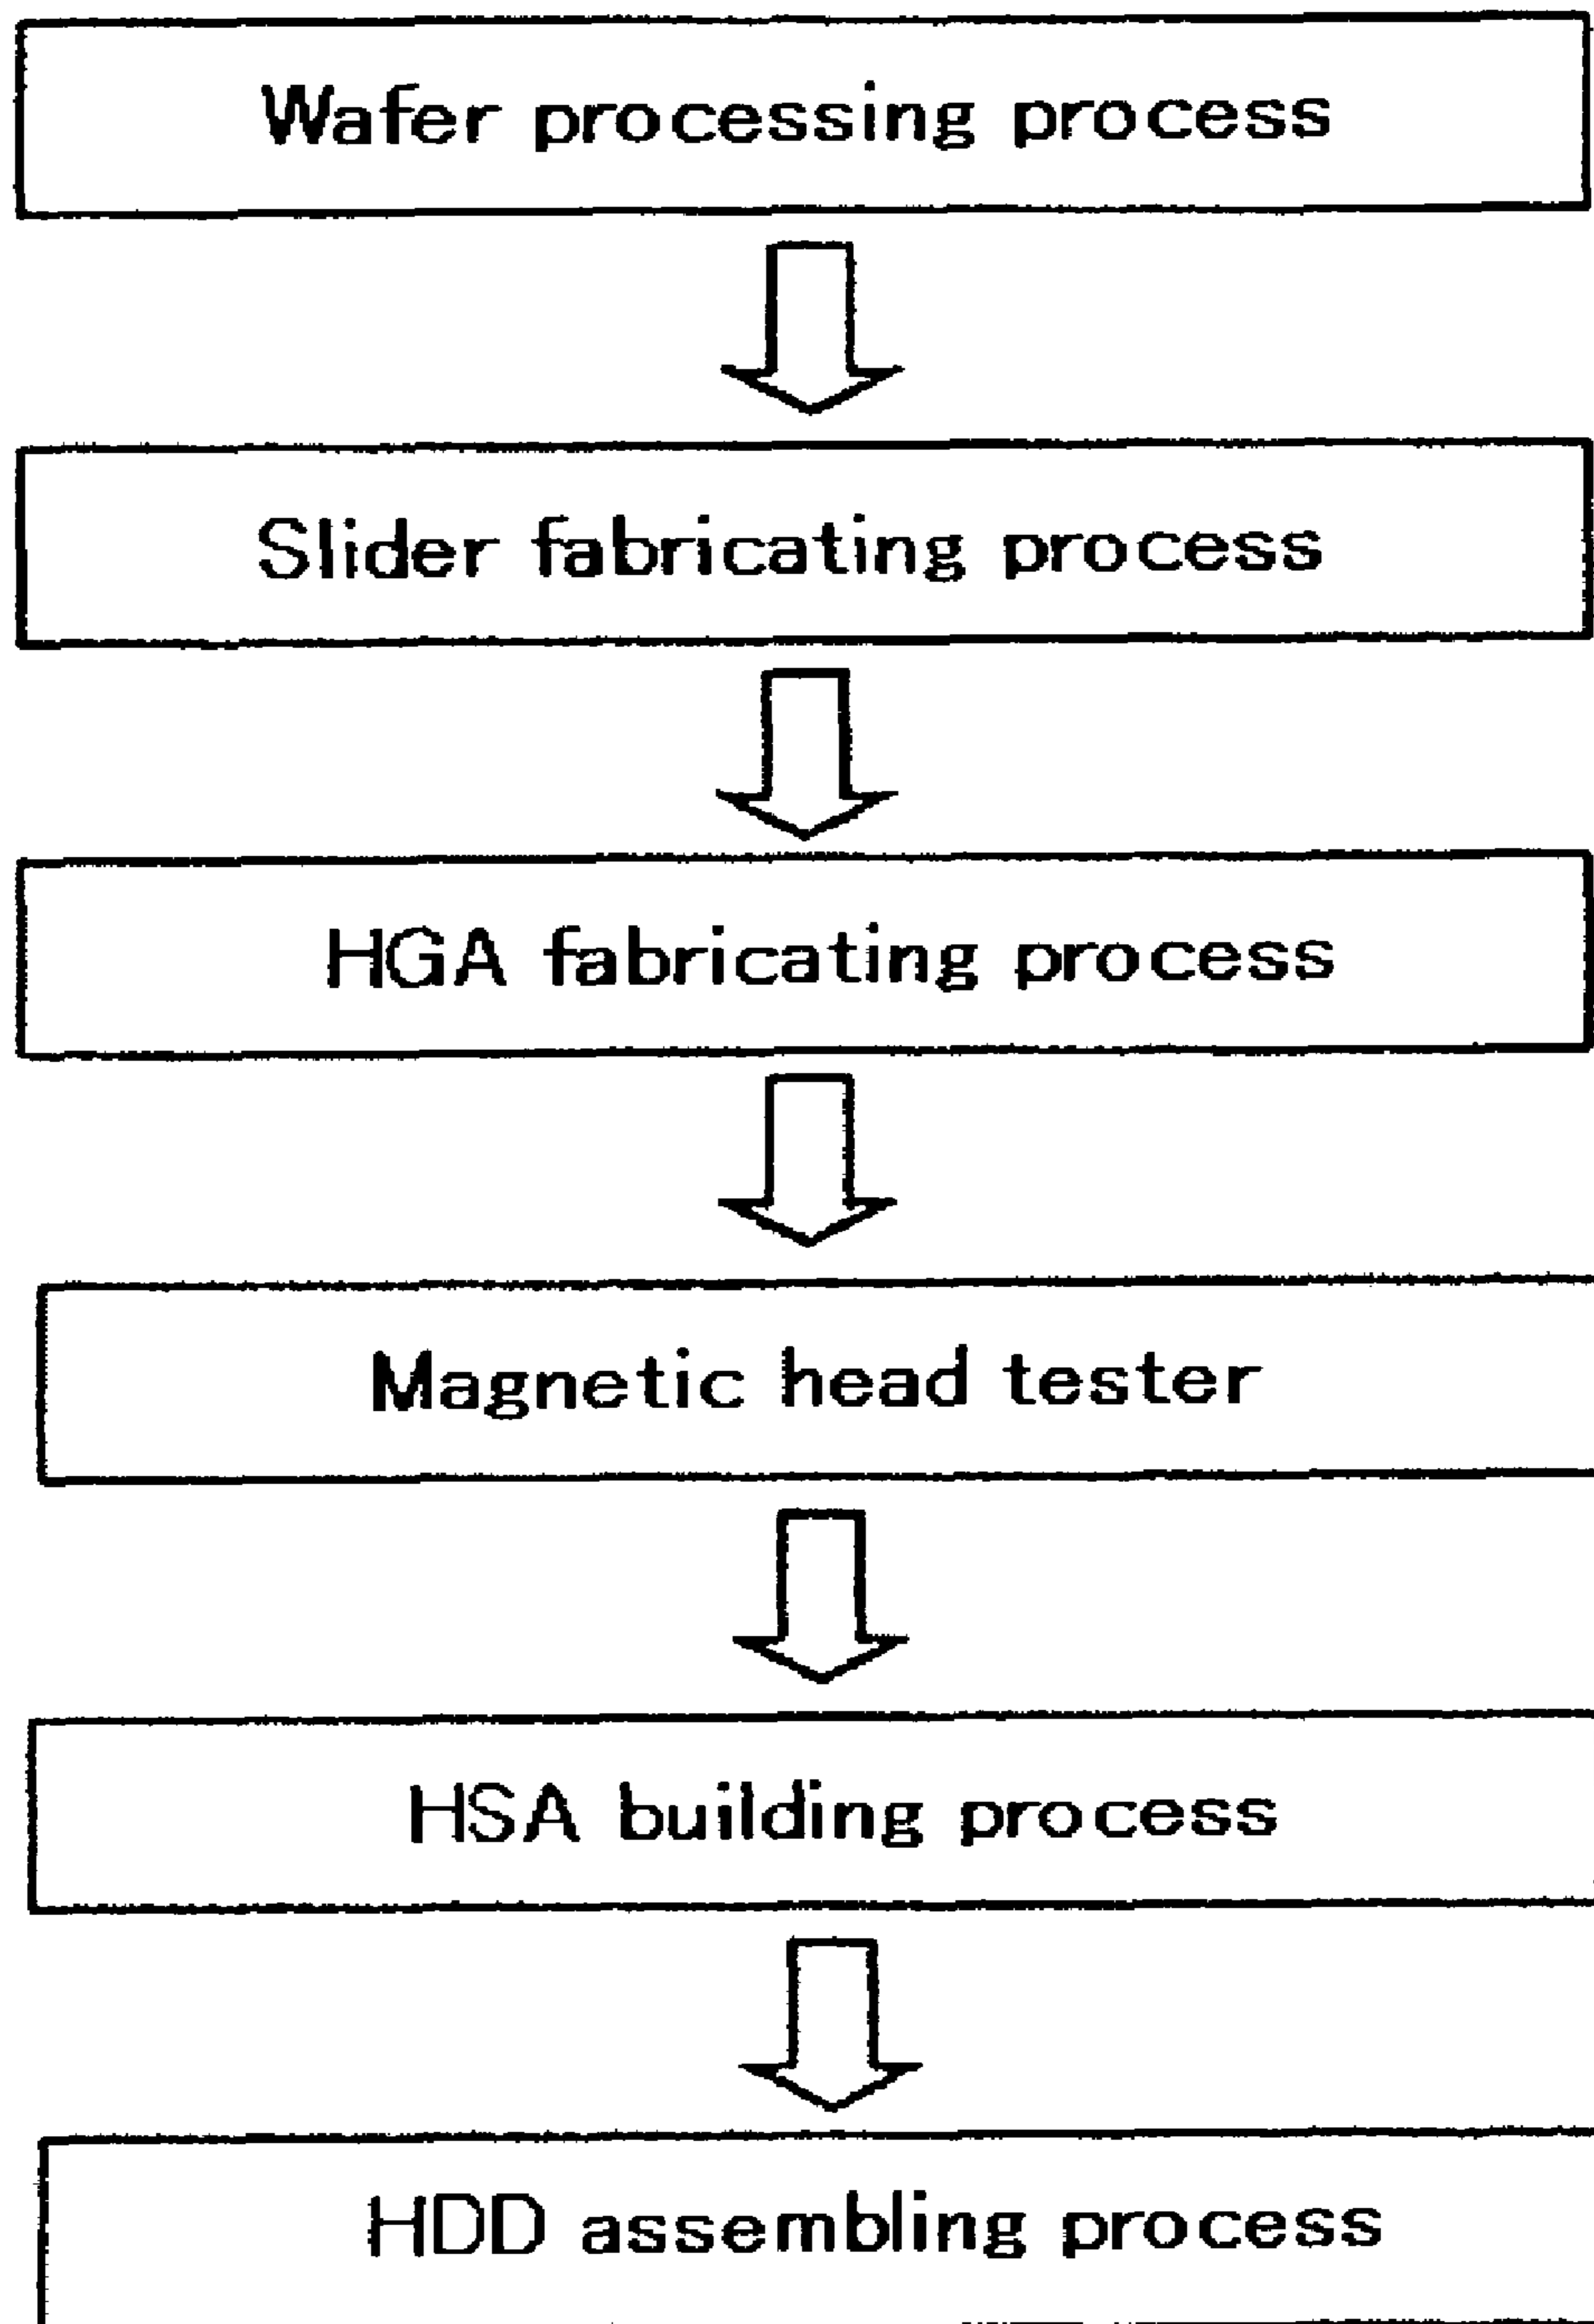 Wafer processing process
Slider fabricating process
HGA fabricating process
Magnetic head tester
HSA building process
HDD assembling process